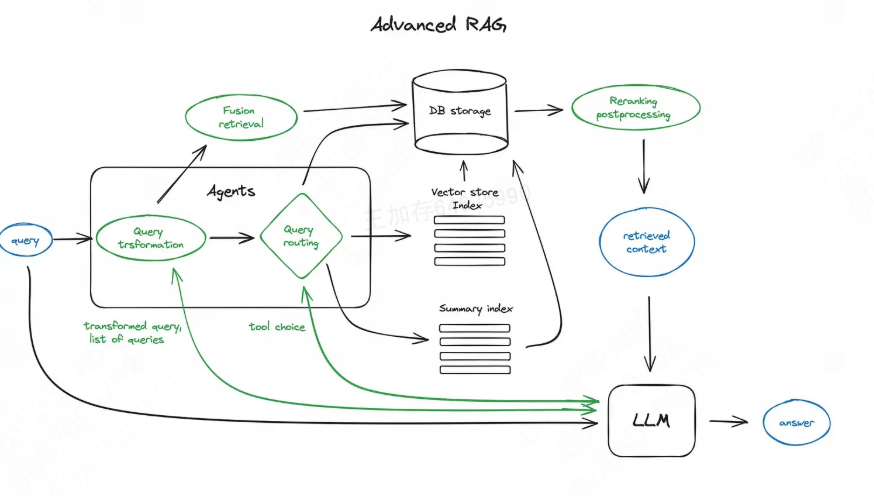 Advanced RAG
Fusion
retrieval
DB storage
Reranking
postprocessing
Agents
Vector store
Index
query
Query
trsformation
Query
routing
retrieved
context
Summary index
transformed query,
list of queries
tool choice
LLM
answer